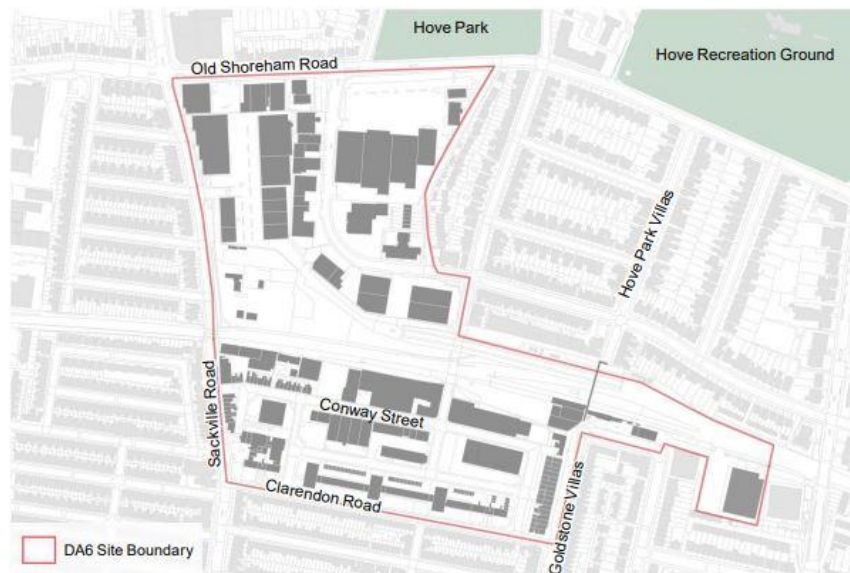 Hove Park
Hove Recreation Ground
Old Shoreham Road
Hove Park Villas
Sackville Road
Conway Street
Clarendon Road
Goldstone Villas
DA6 Site Boundary